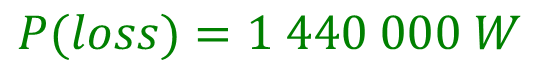 P(loss) = 1 440 000 W